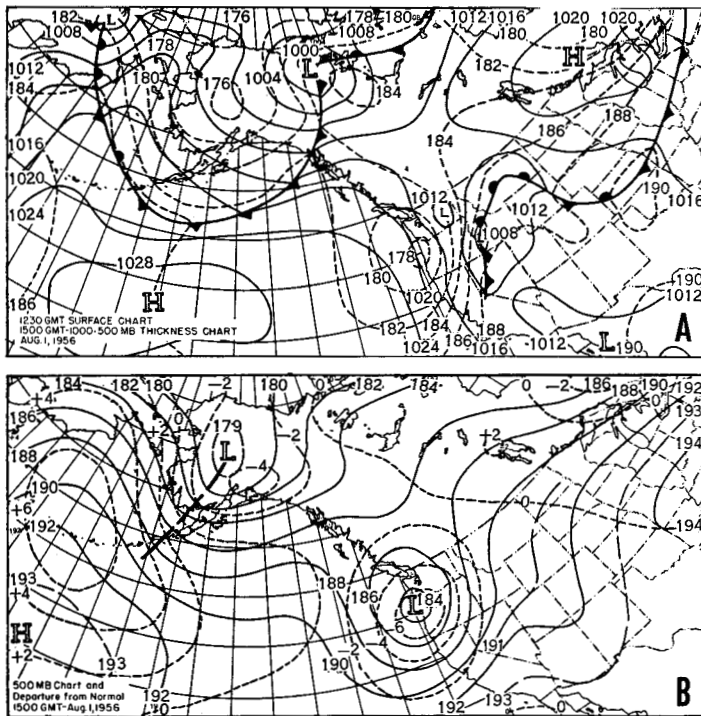 182 L 176 178 180 1012 1016 1020 1020
1008 178 1000 1008 180 H 180
1012 180 176 1004 L 184 182
184 186 188
1016 184
1020 1012 190
1024 L 1012 1016
1028 178 1008
180 190
186 H 1020 1012
182 184 188
1024 186 1016 1012 L 190
1230 GMT SURFACE CHART
1500 GMT-1000-500 MB THICKNESS CHART
AUG. 1, 1956
A
+4 184 182 180 -2 180 0 182 184 0 -2 186 188 190 192
186 0 179 -2 +2 0 193
188 L -4 194
190 0
+6 194
192
193 188
+4 186 L 184
H -6
+2 -2 -4 191
193 190
192 193 192
0 0
500 MB Chart and
Departure from Normal
1500 GMT-Aug.1,1956
B